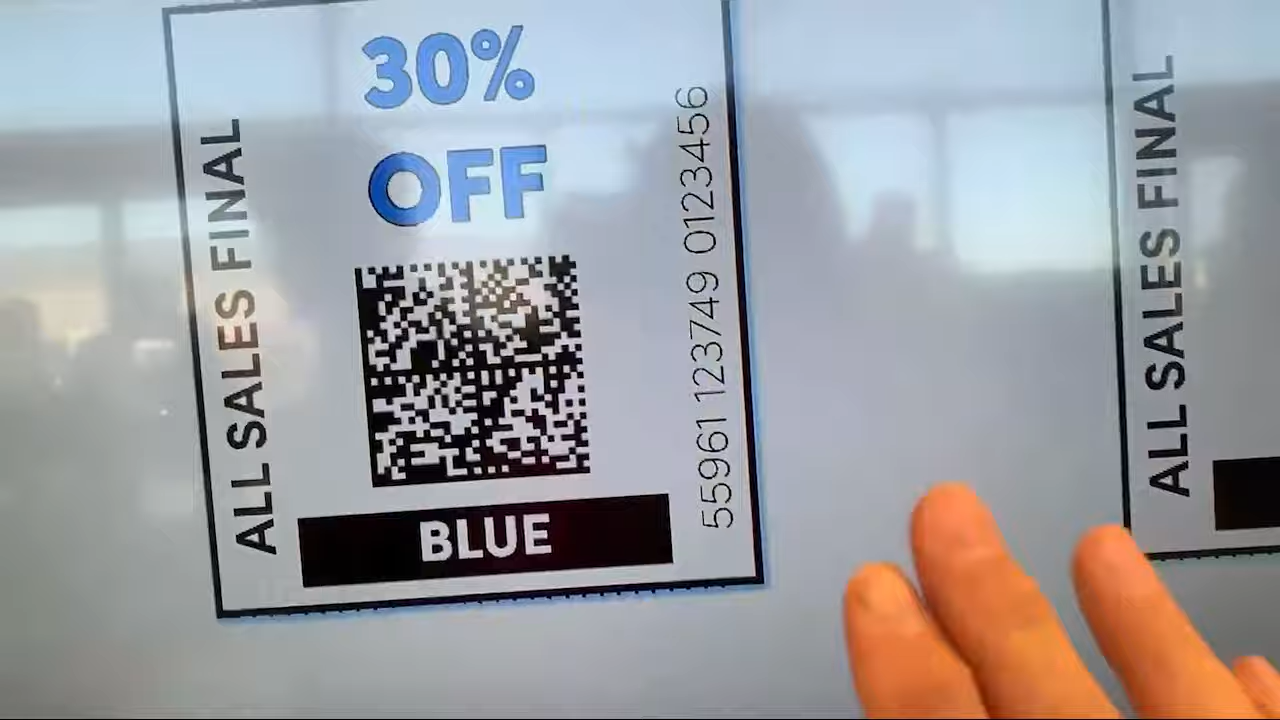 30%
OFF
ALL SALES FINAL
55961 123749 0123456
BLUE
ALL SALES FINAL